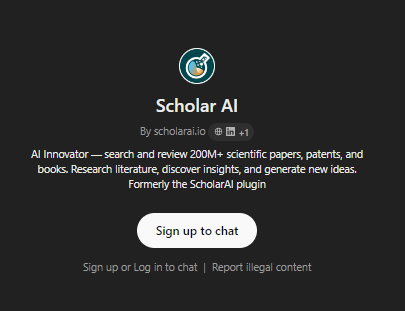 Scholar AI
By scholarai.io +1
AI Innovator — search and review 200M+ scientific papers, patents, and
books. Research literature, discover insights, and generate new ideas.
Formerly the ScholarAI plugin
Sign up to chat
Sign up or Log in to chat | Report illegal content